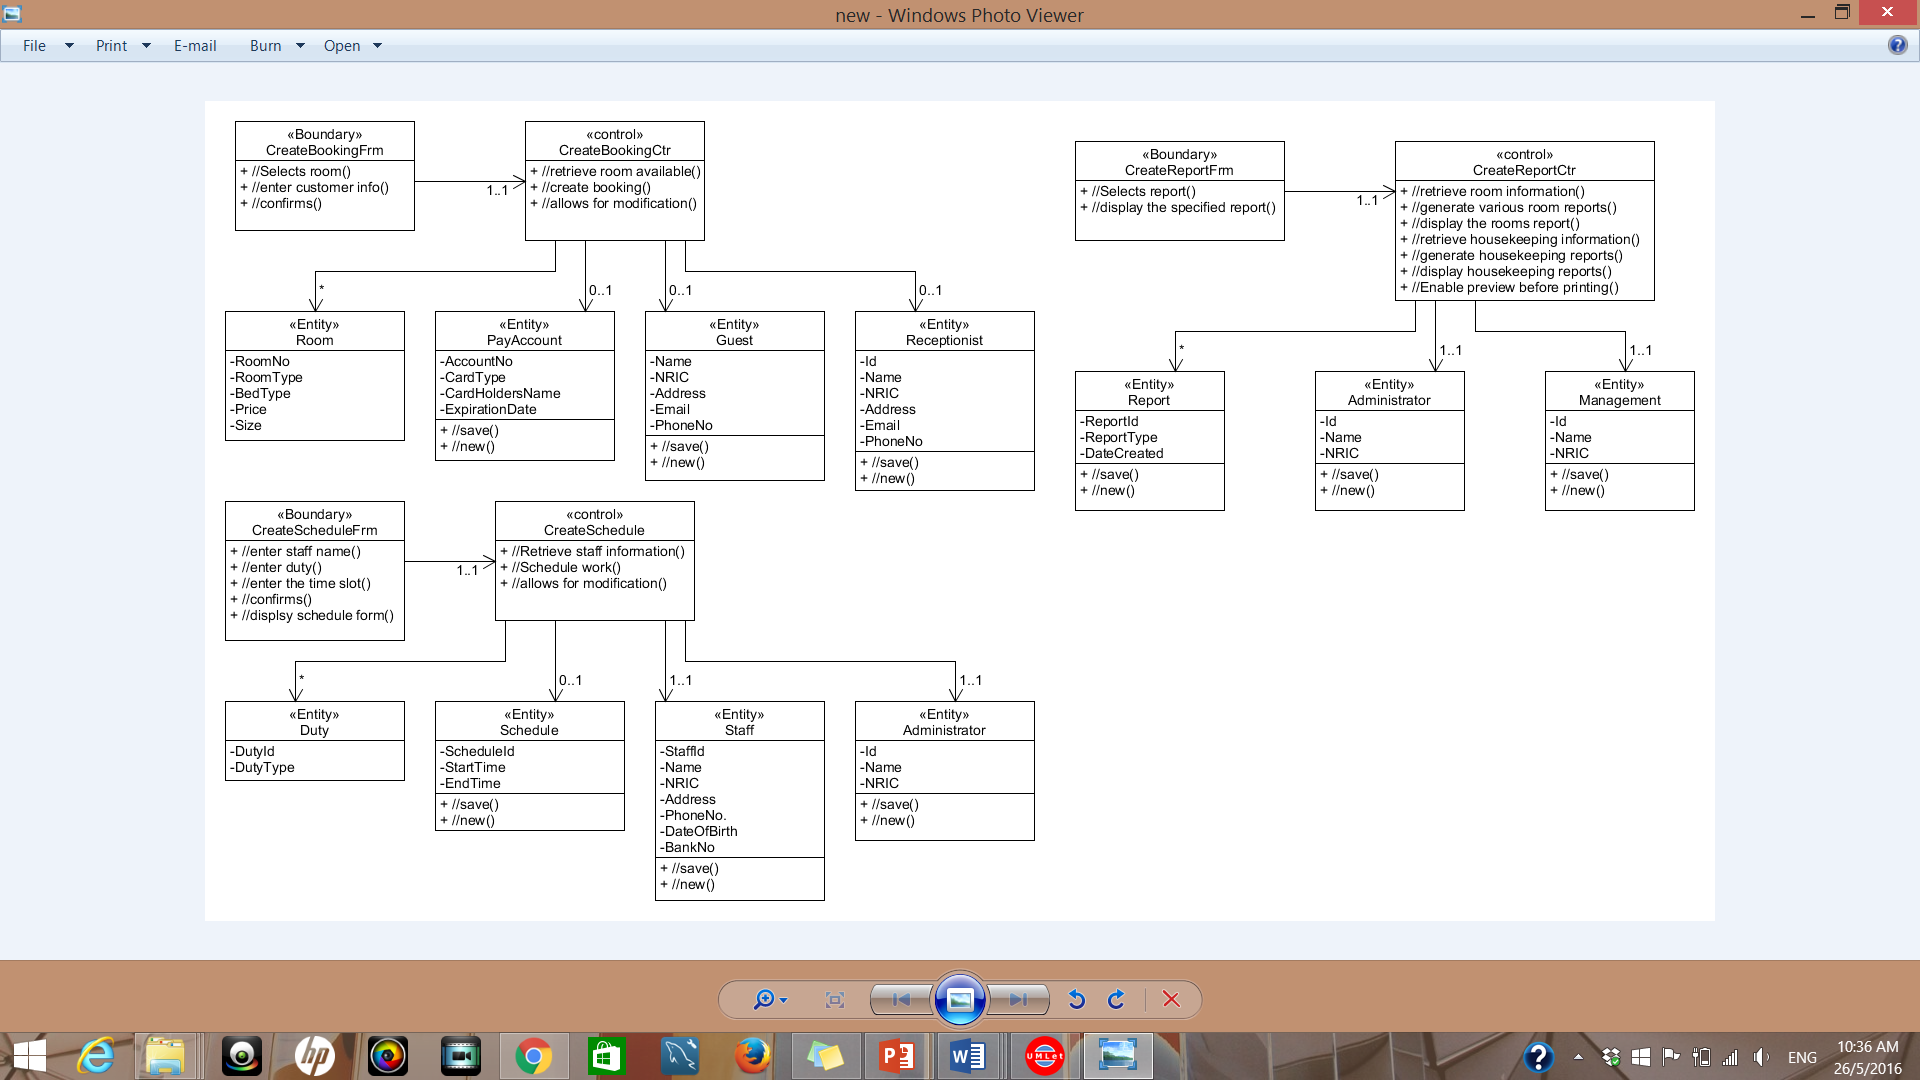 new - Windows Photo Viewer
File Print E-mail Burn Open
«Boundary»
CreateBookingFrm
+ //Selects room()
+ //enter customer info()
+ //confirms()
1..1
«control»
CreateBookingCtr
+ //retrieve room available()
+ //create booking()
+ //allows for modification()
* 0..1 0..1 0..1
«Entity»
Room
-RoomNo
-RoomType
-BedType
-Price
-Size
«Entity»
PayAccount
-AccountNo
-CardType
-CardHoldersName
-ExpirationDate
+ //save()
+ //new()
«Entity»
Guest
-Name
-NRIC
-Address
-Email
-PhoneNo
+ //save()
+ //new()
«Entity»
Receptionist
-Id
-Name
-NRIC
-Address
-Email
-PhoneNo
+ //save()
+ //new()
«Boundary»
CreateReportFrm
+ //Selects report()
+ //display the specified report()
1..1
«control»
CreateReportCtr
+ //retrieve room information()
+ //generate various room reports()
+ //display the rooms report()
+ //retrieve housekeeping information()
+ //generate housekeeping reports()
+ //display housekeeping reports()
+ //Enable preview before printing()
* 1..1 1..1
«Entity»
Report
-ReportId
-ReportType
-DateCreated
+ //save()
+ //new()
«Entity»
Administrator
-Id
-Name
-NRIC
+ //save()
+ //new()
«Entity»
Management
-Id
-Name
-NRIC
+ //save()
+ //new()
«Boundary»
CreateScheduleFrm
+ //enter staff name()
+ //enter duty()
+ //enter the time slot()
+ //confirms()
+ //displsy schedule form()
1..1
«control»
CreateSchedule
+ //Retrieve staff information()
+ //Schedule work()
+ //allows for modification()
* 0..1 1..1 1..1
«Entity»
Duty
-DutyId
-DutyType
«Entity»
Schedule
-ScheduleId
-StartTime
-EndTime
+ //save()
+ //new()
«Entity»
Staff
-StaffId
-Name
-NRIC
-Address
-PhoneNo.
-DateOfBirth
-BankNo
+ //save()
+ //new()
«Entity»
Administrator
-Id
-Name
-NRIC
+ //save()
+ //new()
hp
UMLet
ENG
10:36 AM
26/5/2016